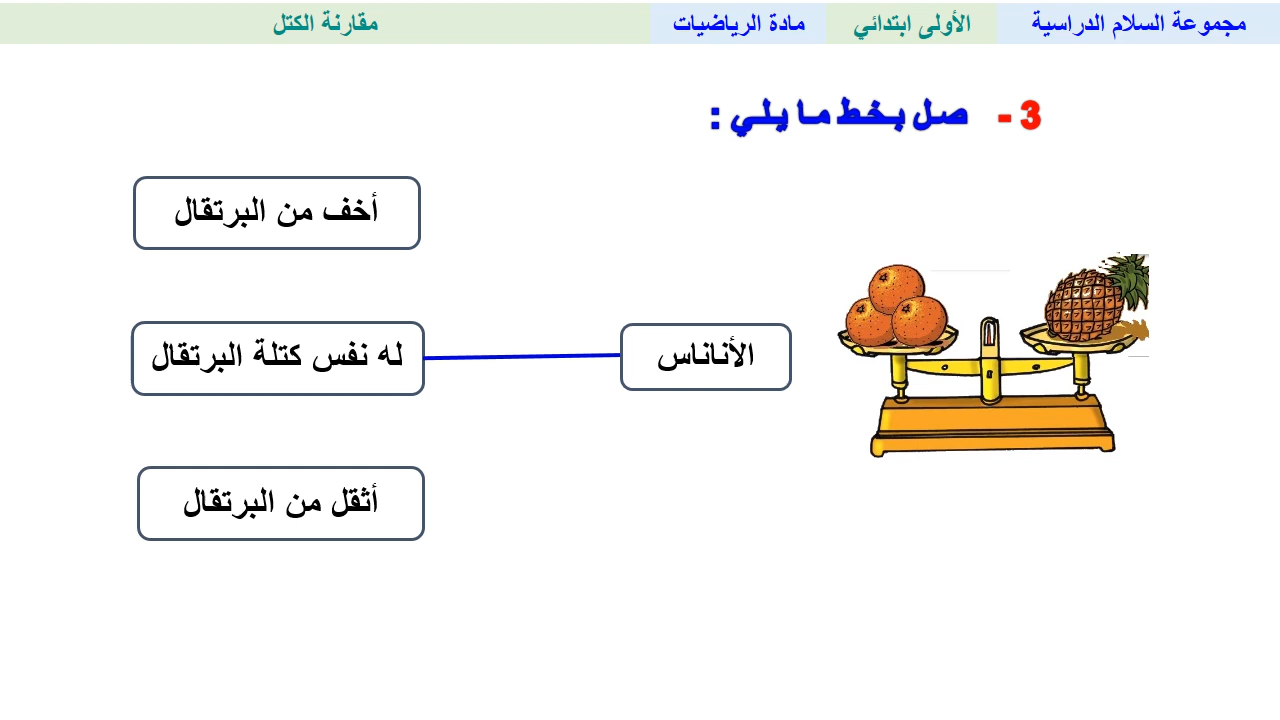 مجموعة السلام الدراسية الأولى ابتدائي مادة الرياضيات مقارنة الكتل
3 - صل بخط ما يلي :
أخف من البرتقال
الأناناس
له نفس كتلة البرتقال
أثقل من البرتقال